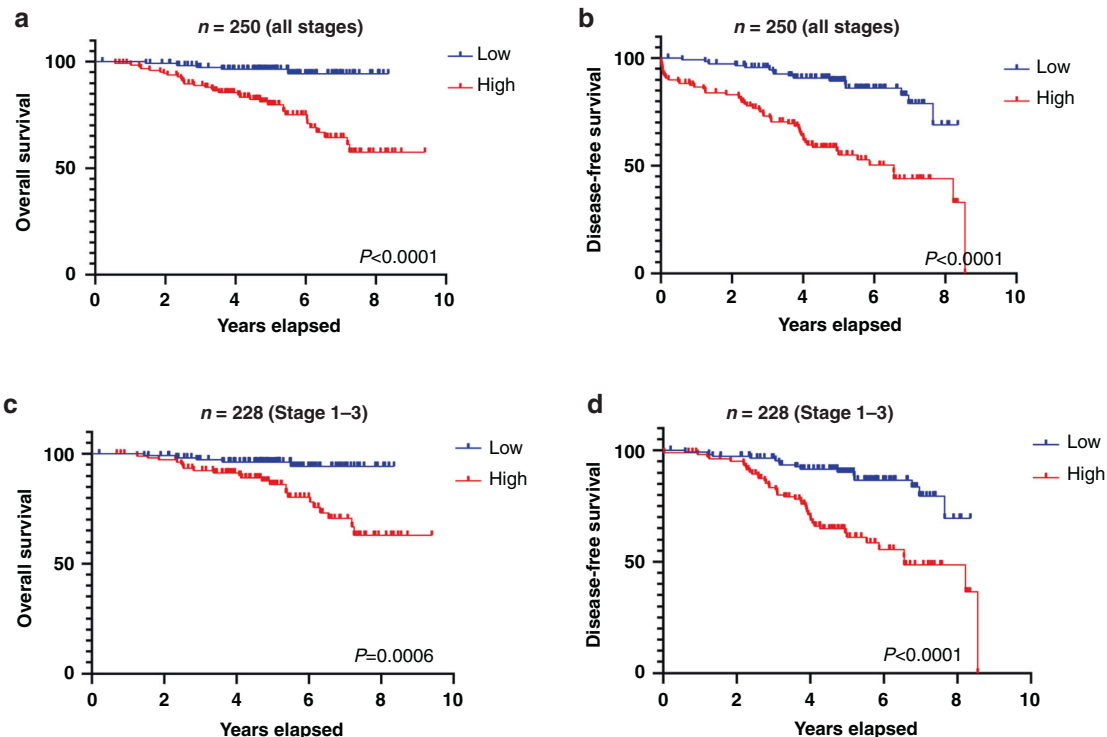 a
n = 250 (all stages)
Overall survival
100
50
0
0 2 4 6 8 10
Years elapsed
Low
High
P<0.0001
b
n = 250 (all stages)
Disease-free survival
100
50
0
0 2 4 6 8 10
Years elapsed
Low
High
P<0.0001
c
n = 228 (Stage 1–3)
Overall survival
100
50
0
0 2 4 6 8 10
Years elapsed
Low
High
P=0.0006
d
n = 228 (Stage 1–3)
Disease-free survival
100
50
0
0 2 4 6 8 10
Years elapsed
Low
High
P<0.0001